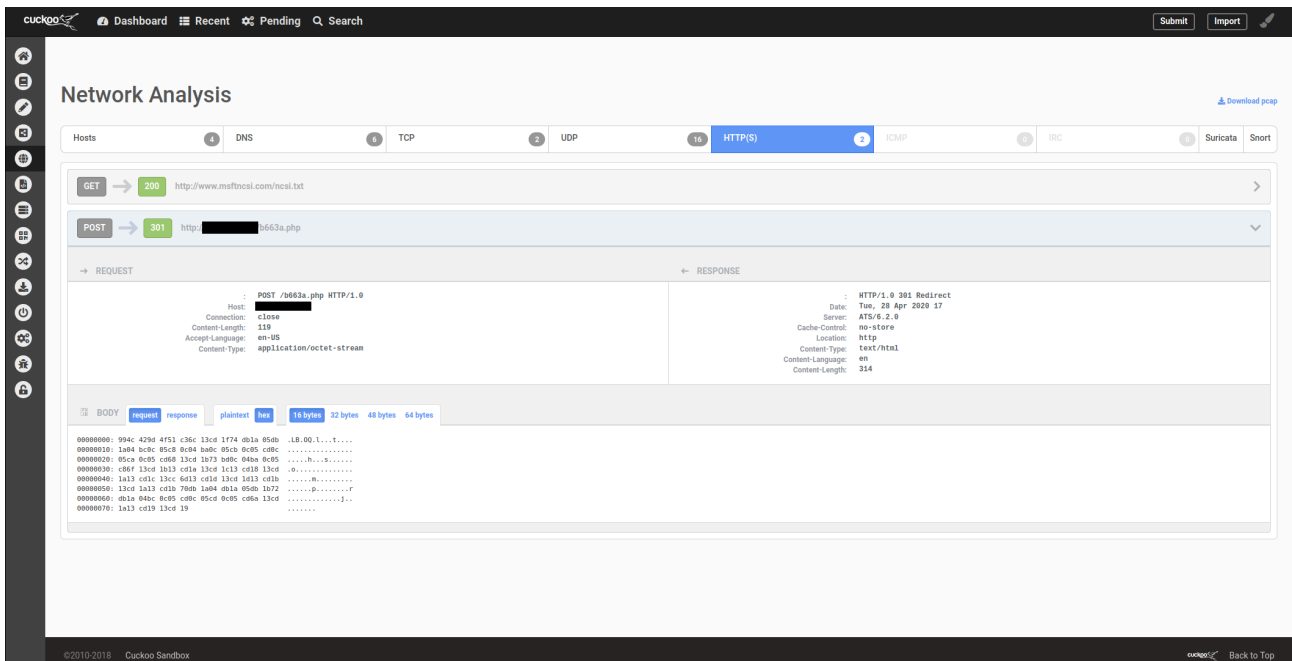 cuckoo Dashboard Recent Pending Search Submit Import
Network Analysis
Download pcap
Hosts 4 DNS 6 TCP 2 UDP 16 HTTP(S) 2 ICMP 0 IRC 0 Suricata Snort
GET 200 http://www.msftncsi.com/ncsi.txt
POST 301 http:/ b663a.php
REQUEST
: POST /b663a.php HTTP/1.0
Host:
Connection: close
Content-Length: 119
Accept-Language: en-US
Content-Type: application/octet-stream
RESPONSE
: HTTP/1.0 301 Redirect
Date: Tue, 28 Apr 2020 17
Server: ATS/6.2.0
Cache-Control: no-store
Location: http
Content-Type: text/html
Content-Language: en
Content-Length: 314
BODY request response plaintext hex 16 bytes 32 bytes 48 bytes 64 bytes
00000000: 994c 429d 4f51 c36c 13cd 1f74 db1a 05db .LB.OQ.l...t....
00000010: 1a04 bc0c 05c8 0c04 ba0c 05cb 0c05 cd0c ................
00000020: 05ca 0c05 cd68 13cd 1b73 bd0c 04ba 0c05 .....h...s......
00000030: c86f 13cd 1b13 cd1a 13cd 1c13 cd18 13cd .o..............
00000040: 1a13 cd1c 13cc 6d13 cd1d 13cd 1d13 cd1b ......m.........
00000050: 13cd 1a13 cd1b 70db 1a04 db1a 05db 1b72 ......p........r
00000060: db1a 04bc 0c05 cd0c 05cd 0c05 cd6a 13cd .............j..
00000070: 1a13 cd19 13cd 19 .......
©2010-2018 Cuckoo Sandbox cuckoo Back to Top